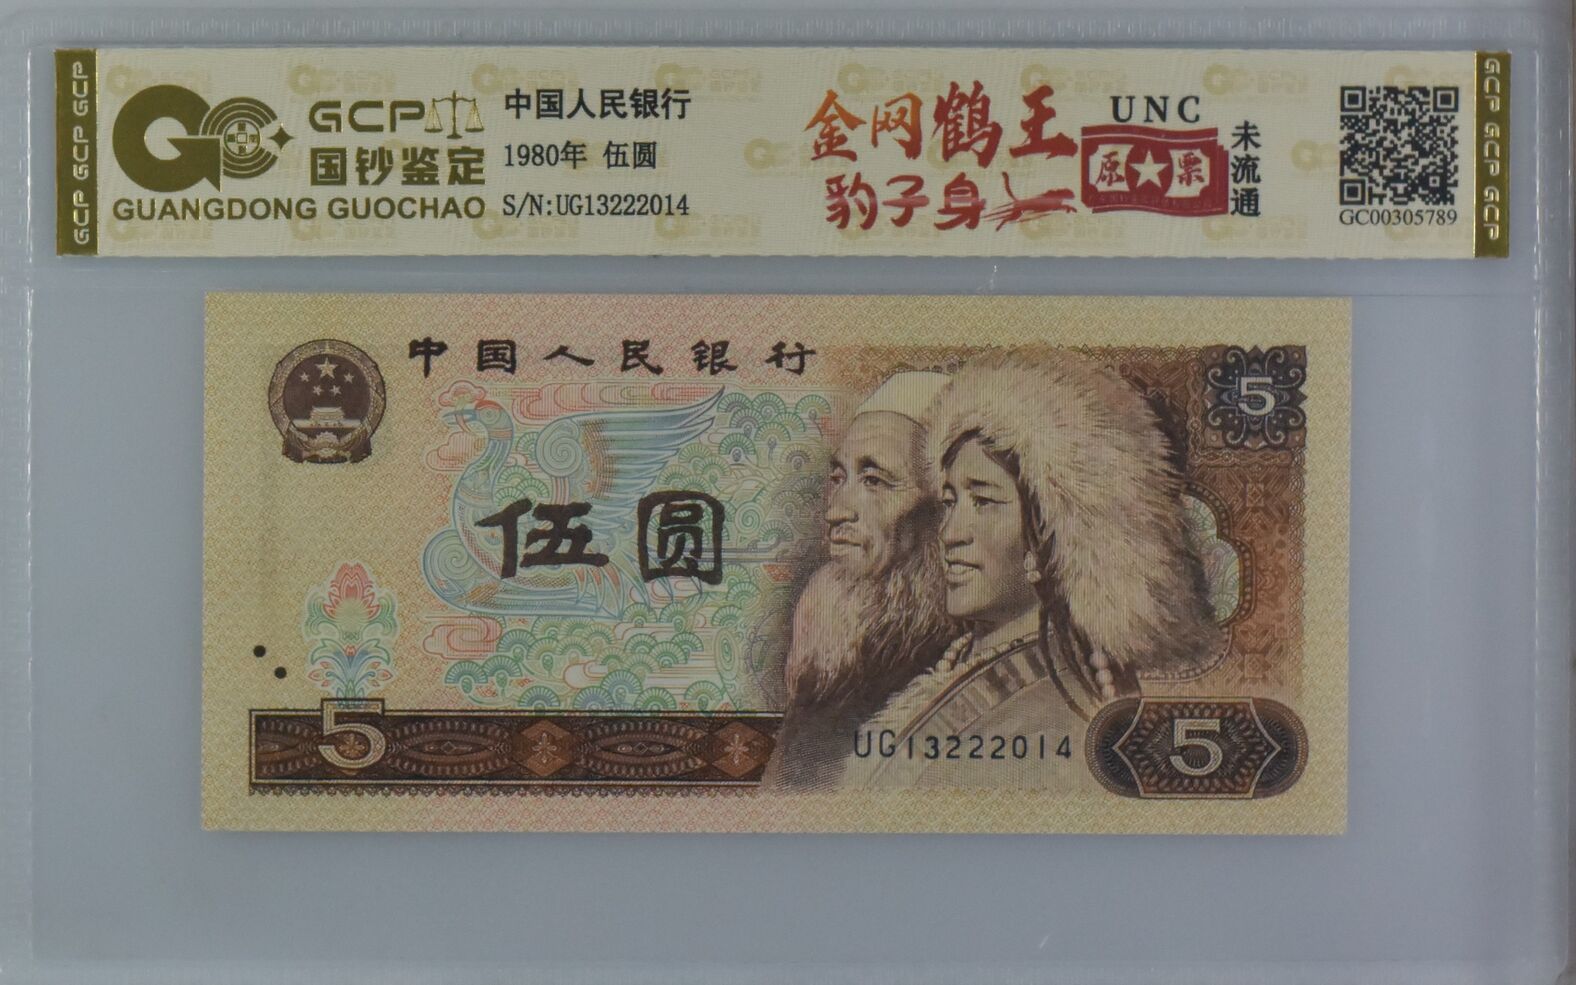 GCP GCP GCP
GCP
国钞鉴定
GUANGDONG GUOCHAO
中国人民银行
1980年 伍圆
S/N:UG13222014
金网鹤王
豹子身
UNC
原★票
未流通
GC00305789
GCP GCP GCP
中国人民银行
5
伍圆
5
UG13222014
5